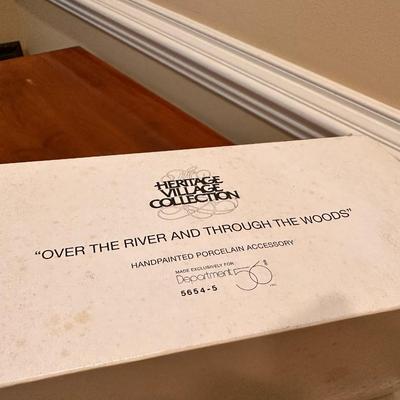 The
HERITAGE
VILLAGE
COLLECTION
"OVER THE RIVER AND THROUGH THE WOODS"
HANDPAINTED PORCELAIN ACCESSORY
MADE EXCLUSIVELY FOR
Department 56
5654-5